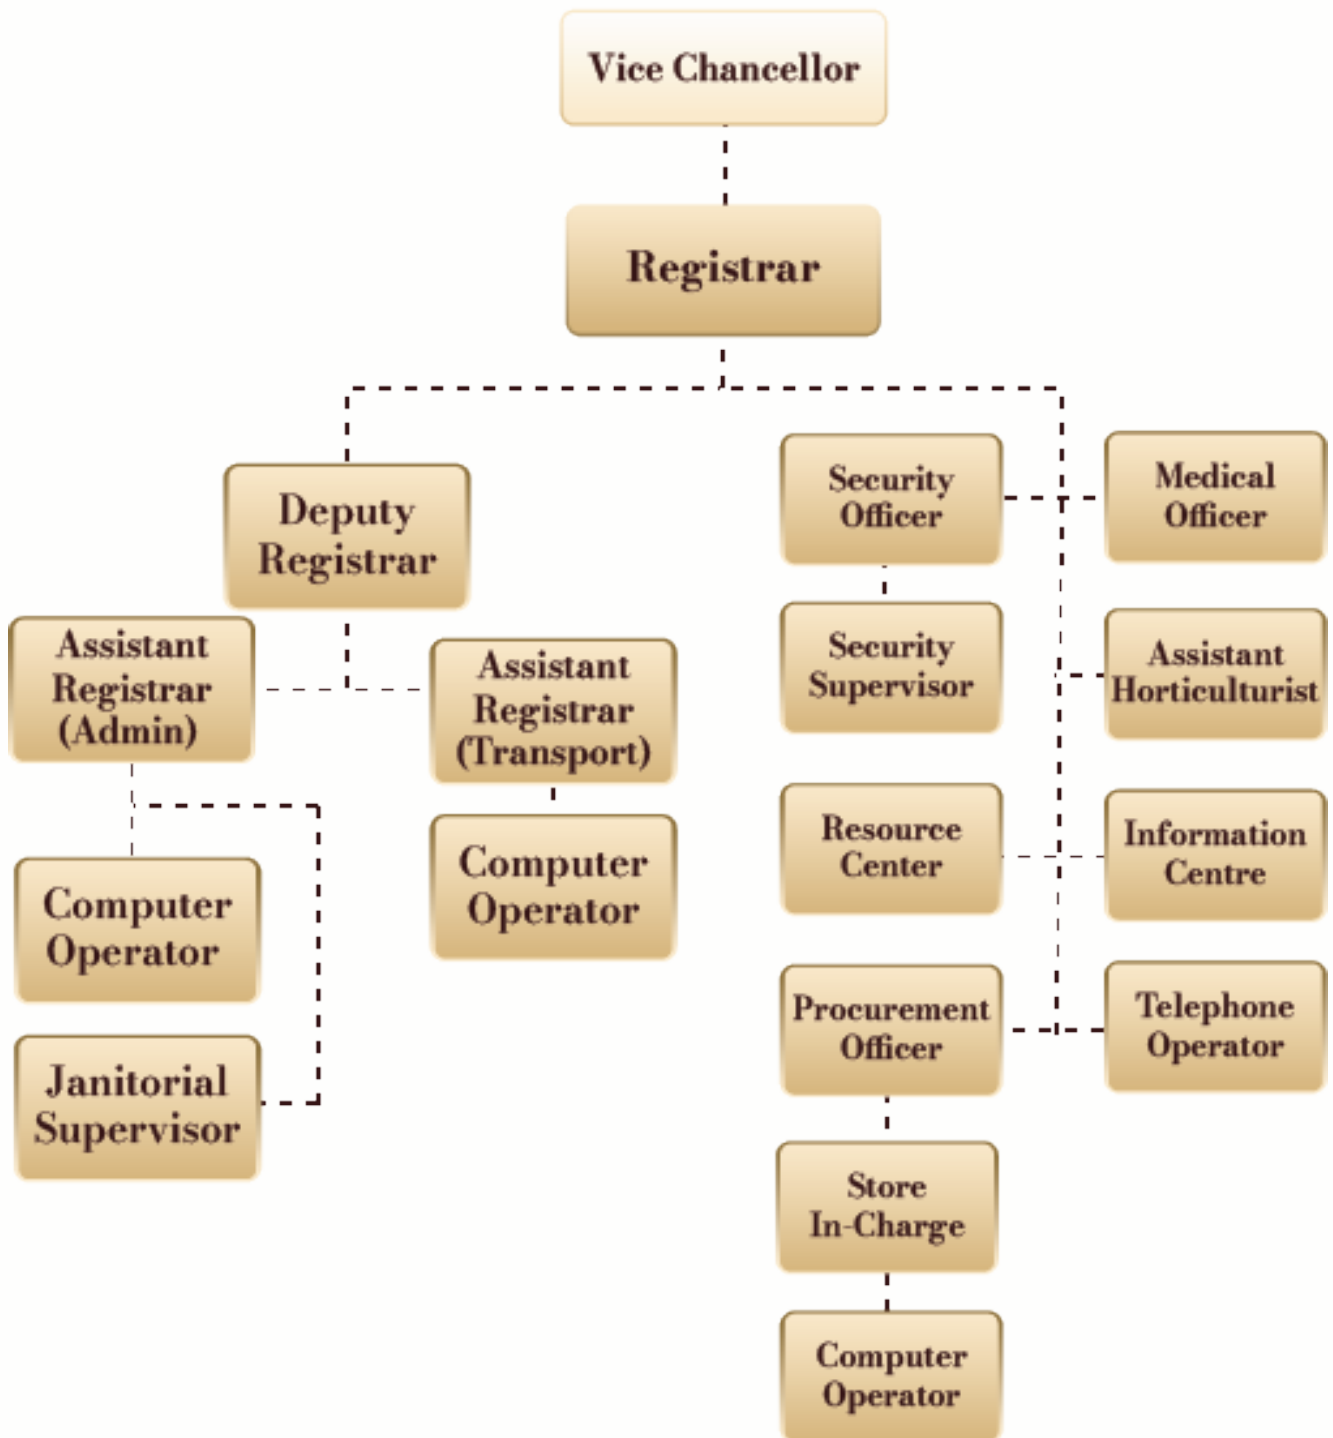 Vice Chancellor
Registrar
Deputy
Registrar
Assistant
Registrar
(Admin)
Assistant
Registrar
(Transport)
Computer
Operator
Computer
Operator
Janitorial
Supervisor
Security
Officer
Medical
Officer
Security
Supervisor
Assistant
Horticulturist
Resource
Center
Information
Centre
Procurement
Officer
Telephone
Operator
Store
In-Charge
Computer
Operator